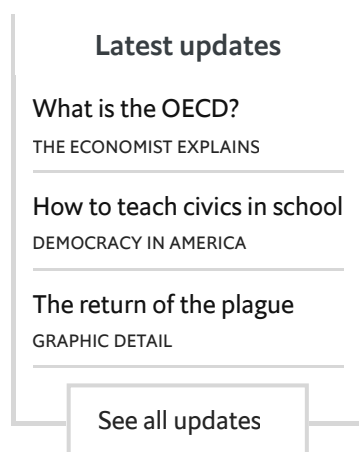 Latest updates
What is the OECD?
THE ECONOMIST EXPLAINS
How to teach civics in school
DEMOCRACY IN AMERICA
The return of the plague
GRAPHIC DETAIL
See all updates